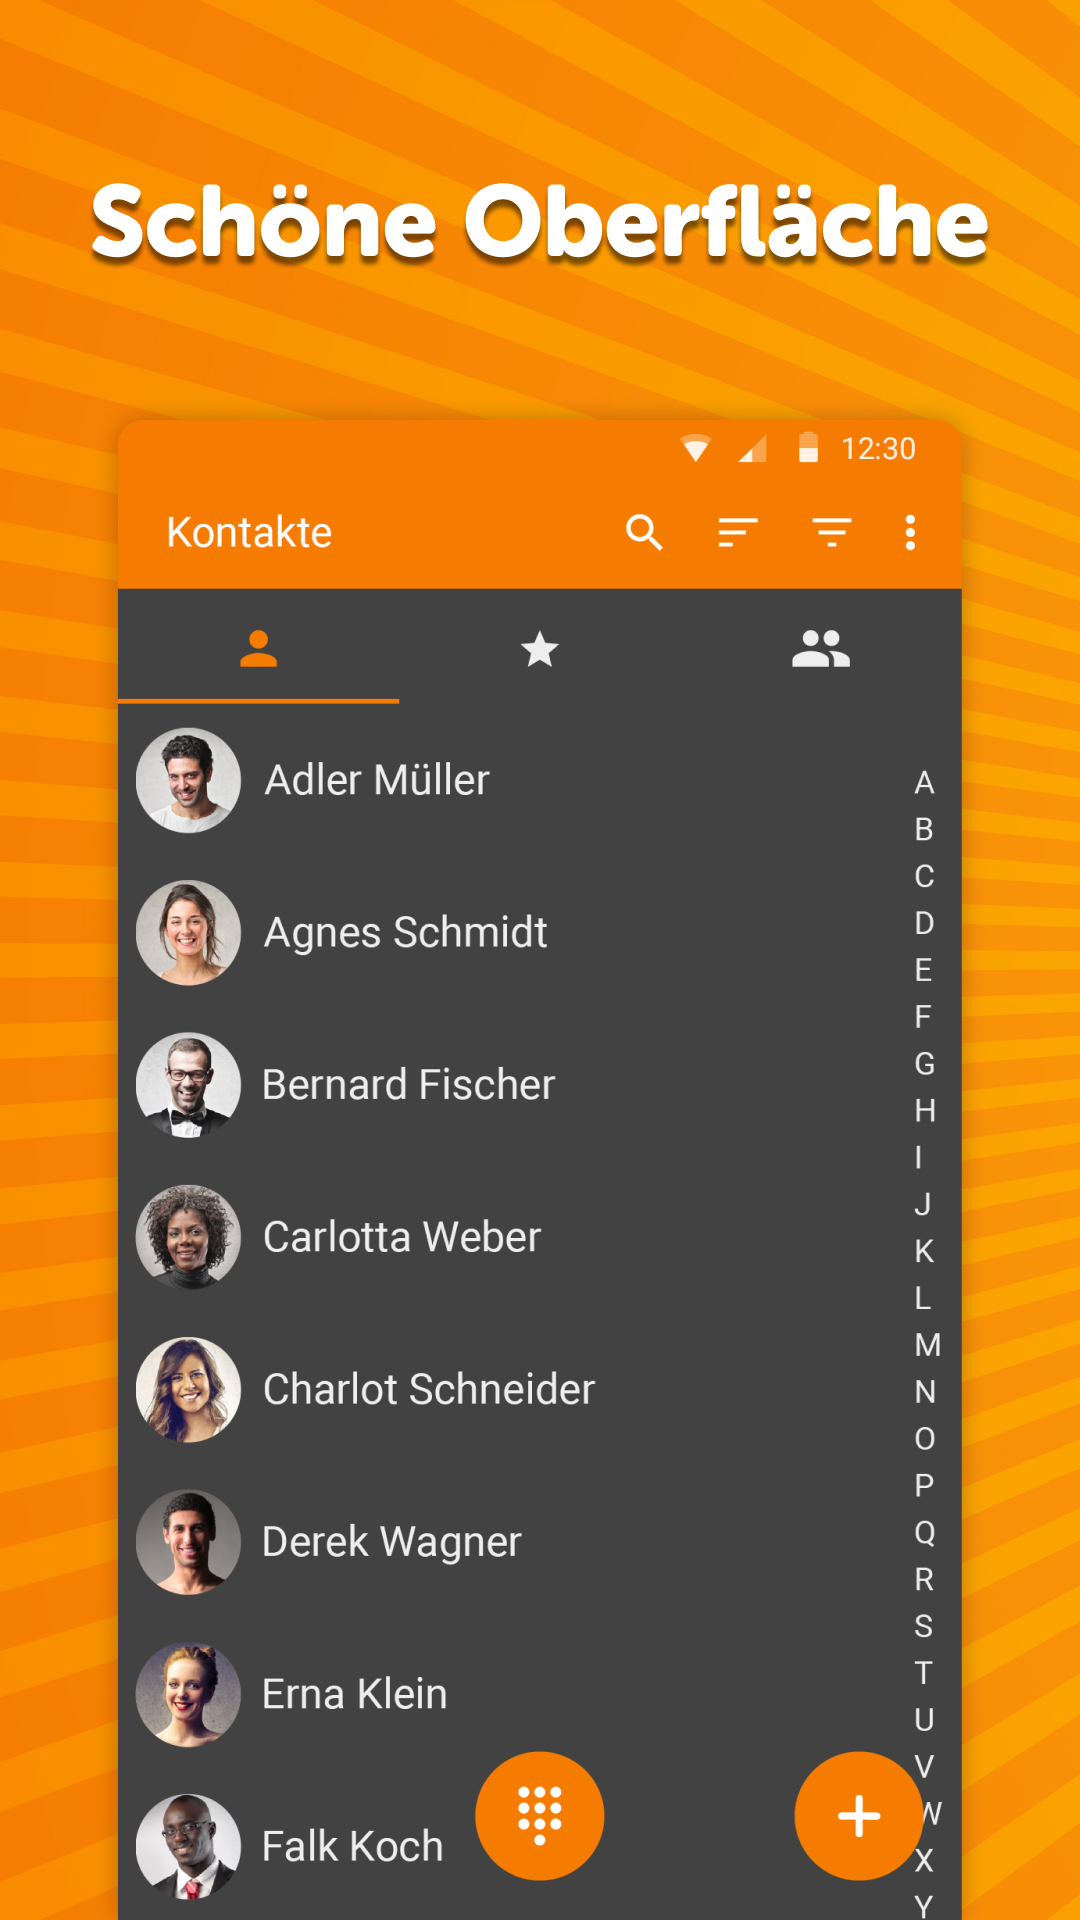 Schöne Oberfläche
12:30
Kontakte
Adler Müller
Agnes Schmidt
Bernard Fischer
Carlotta Weber
Charlot Schneider
Derek Wagner
Erna Klein
Falk Koch
A
B
C
D
E
F
G
H
I
J
K
L
M
N
O
P
Q
R
S
T
U
V
W
X
Y